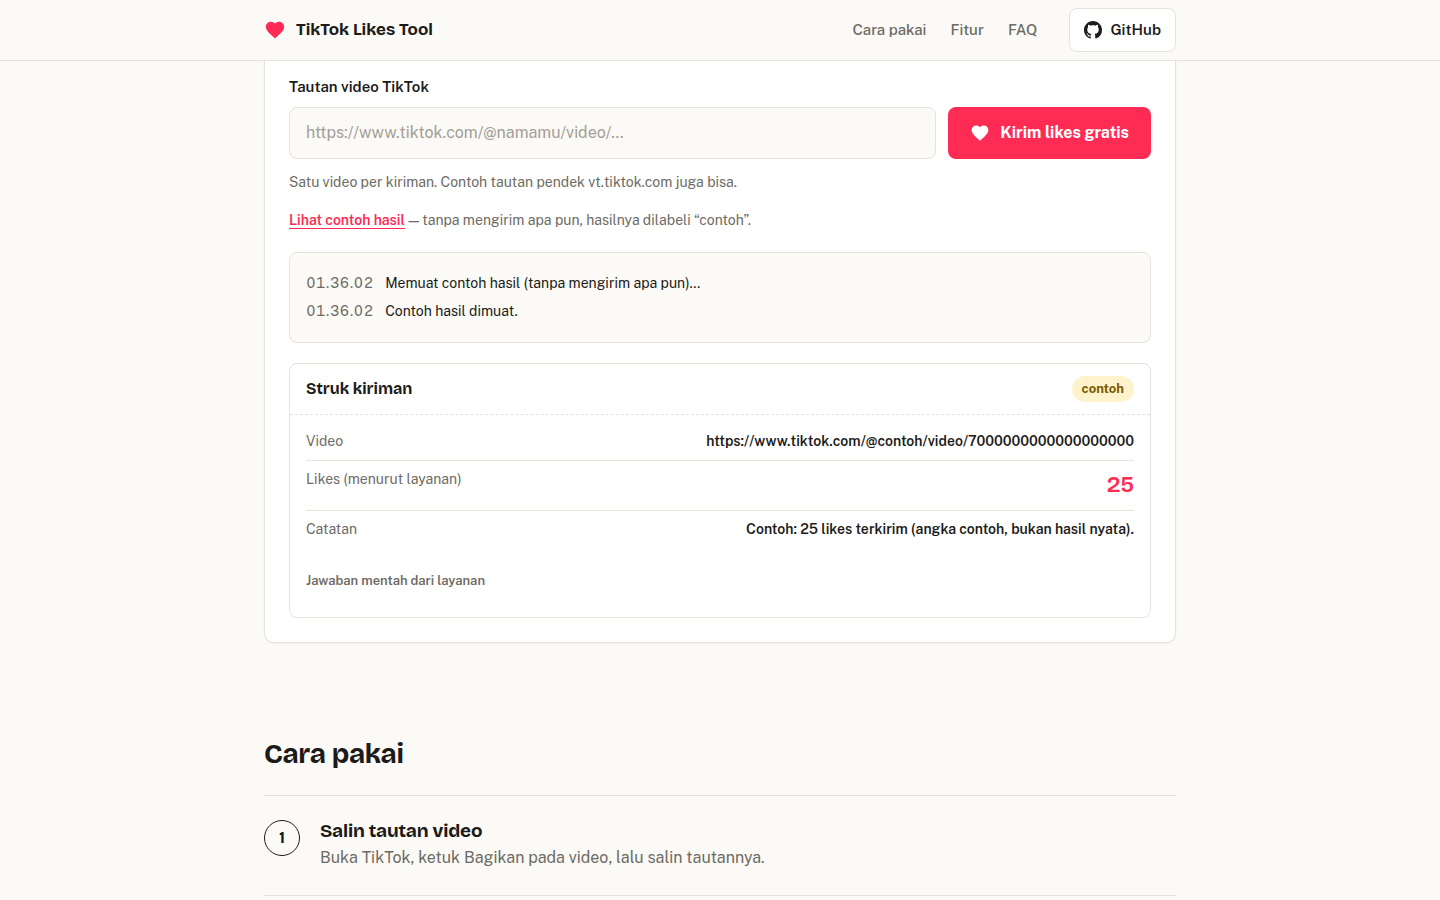 TikTok Likes Tool
Cara pakai
Fitur
FAQ
GitHub
Tautan video TikTok
https://www.tiktok.com/@namamu/video/...
Kirim likes gratis
Satu video per kiriman. Contoh tautan pendek vt.tiktok.com juga bisa.
Lihat contoh hasil — tanpa mengirim apa pun, hasilnya dilabeli “contoh”.
01.36.02 Memuat contoh hasil (tanpa mengirim apa pun)...
01.36.02 Contoh hasil dimuat.
Struk kiriman
contoh
Video
https://www.tiktok.com/@contoh/video/7000000000000000000
Likes (menurut layanan)
25
Catatan
Contoh: 25 likes terkirim (angka contoh, bukan hasil nyata).
Jawaban mentah dari layanan
Cara pakai
1
Salin tautan video
Buka TikTok, ketuk Bagikan pada video, lalu salin tautannya.